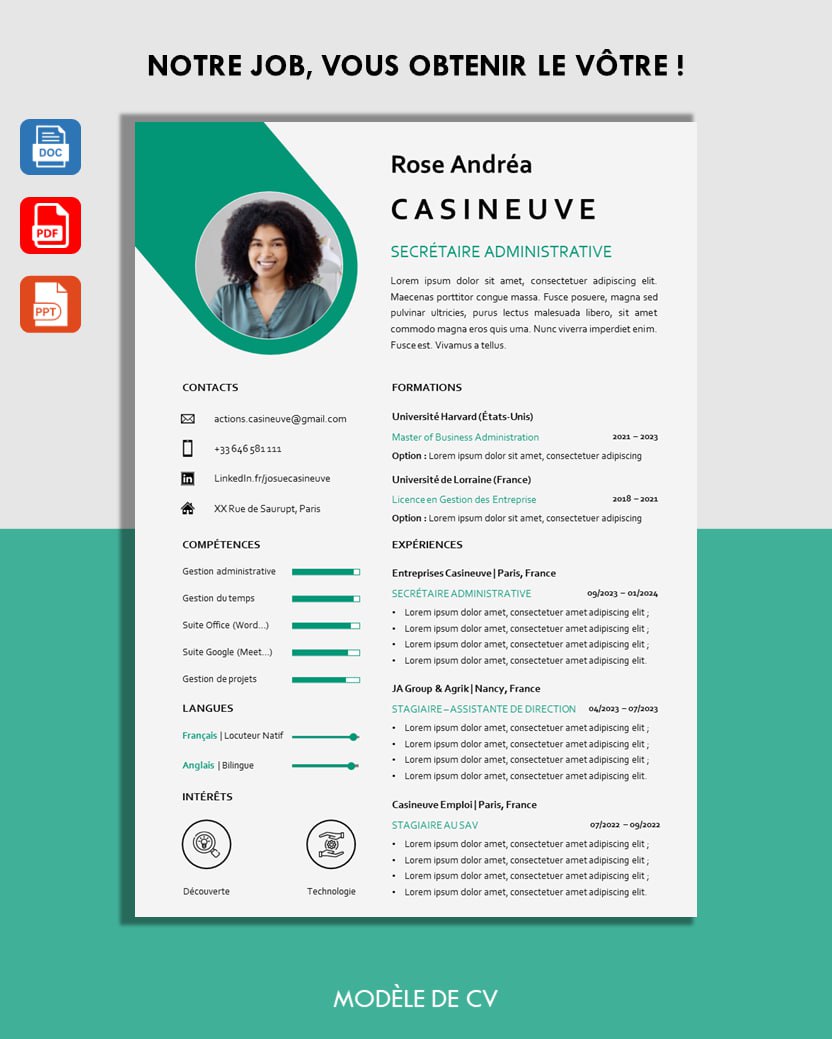 NOTRE JOB, VOUS OBTENIR LE VÔTRE !
DOC
PDF
PPT
Rose Andréa
CASINEUVE
SECRÉTAIRE ADMINISTRATIVE
Lorem ipsum dolor sit amet, consectetuer adipiscing elit.
Maecenas porttitor congue massa. Fusce posuere, magna sed
pulvinar ultricies, purus lectus malesuada libero, sit amet
commodo magna eros quis urna. Nunc viverra imperdiet enim.
Fusce est. Vivamus a tellus.
CONTACTS
actions.casineuve@gmail.com
+33 646 581 111
in
LinkedIn.fr/josuecasineuve
XX Rue de Saurupt, Paris
COMPÉTENCES
Gestion administrative
Gestion du temps
Suite Office (Word...)
Suite Google (Meet...)
Gestion de projets
LANGUES
Français | Locuteur Natif
Anglais | Bilingue
INTÉRÊTS
Découverte
Technologie
FORMATIONS
Université Harvard (États-Unis)
Master of Business Administration 2021 – 2023
Option : Lorem ipsum dolor sit amet, consectetuer adipiscing
Université de Lorraine (France)
Licence en Gestion des Entreprise 2018 – 2021
Option : Lorem ipsum dolor sit amet, consectetuer adipiscing
EXPÉRIENCES
Entreprises Casineuve | Paris, France
SECRÉTAIRE ADMINISTRATIVE 09/2023 – 01/2024
• Lorem ipsum dolor amet, consectetuer amet adipiscing elit ;
• Lorem ipsum dolor amet, consectetuer amet adipiscing elit ;
• Lorem ipsum dolor amet, consectetuer amet adipiscing elit ;
• Lorem ipsum dolor amet, consectetuer amet adipiscing elit.
JA Group & Agrik | Nancy, France
STAGIAIRE – ASSISTANTE DE DIRECTION 04/2023 – 07/2023
• Lorem ipsum dolor amet, consectetuer amet adipiscing elit ;
• Lorem ipsum dolor amet, consectetuer amet adipiscing elit ;
• Lorem ipsum dolor amet, consectetuer amet adipiscing elit ;
• Lorem ipsum dolor amet, consectetuer amet adipiscing elit.
Casineuve Emploi | Paris, France
STAGIAIRE AU SAV 07/2022 – 09/2022
• Lorem ipsum dolor amet, consectetuer amet adipiscing elit ;
• Lorem ipsum dolor amet, consectetuer amet adipiscing elit ;
• Lorem ipsum dolor amet, consectetuer amet adipiscing elit ;
• Lorem ipsum dolor amet, consectetuer amet adipiscing elit.
MODÈLE DE CV